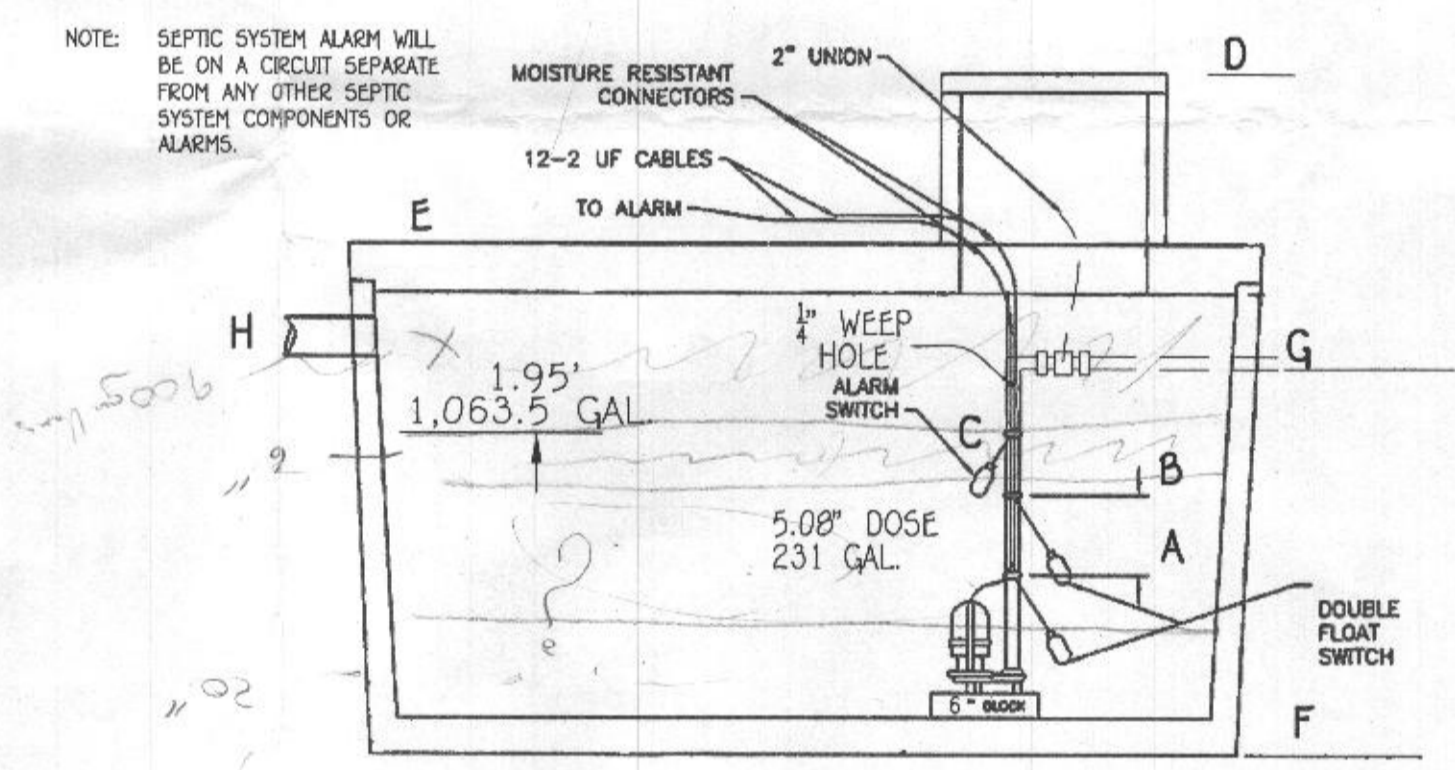 NOTE: SEPTIC SYSTEM ALARM WILL
BE ON A CIRCUIT SEPARATE
FROM ANY OTHER SEPTIC
SYSTEM COMPONENTS OR
ALARMS.
MOISTURE RESISTANT
CONNECTORS
2" UNION
D
12-2 UF CABLES
TO ALARM
E
H
1/4" WEEP
HOLE
G
1.95'
1,063.5 GAL.
ALARM
SWITCH
C
B
6"
5.08" DOSE
231 GAL.
A
DOUBLE
FLOAT
SWITCH
20"
6" BLOCK
F